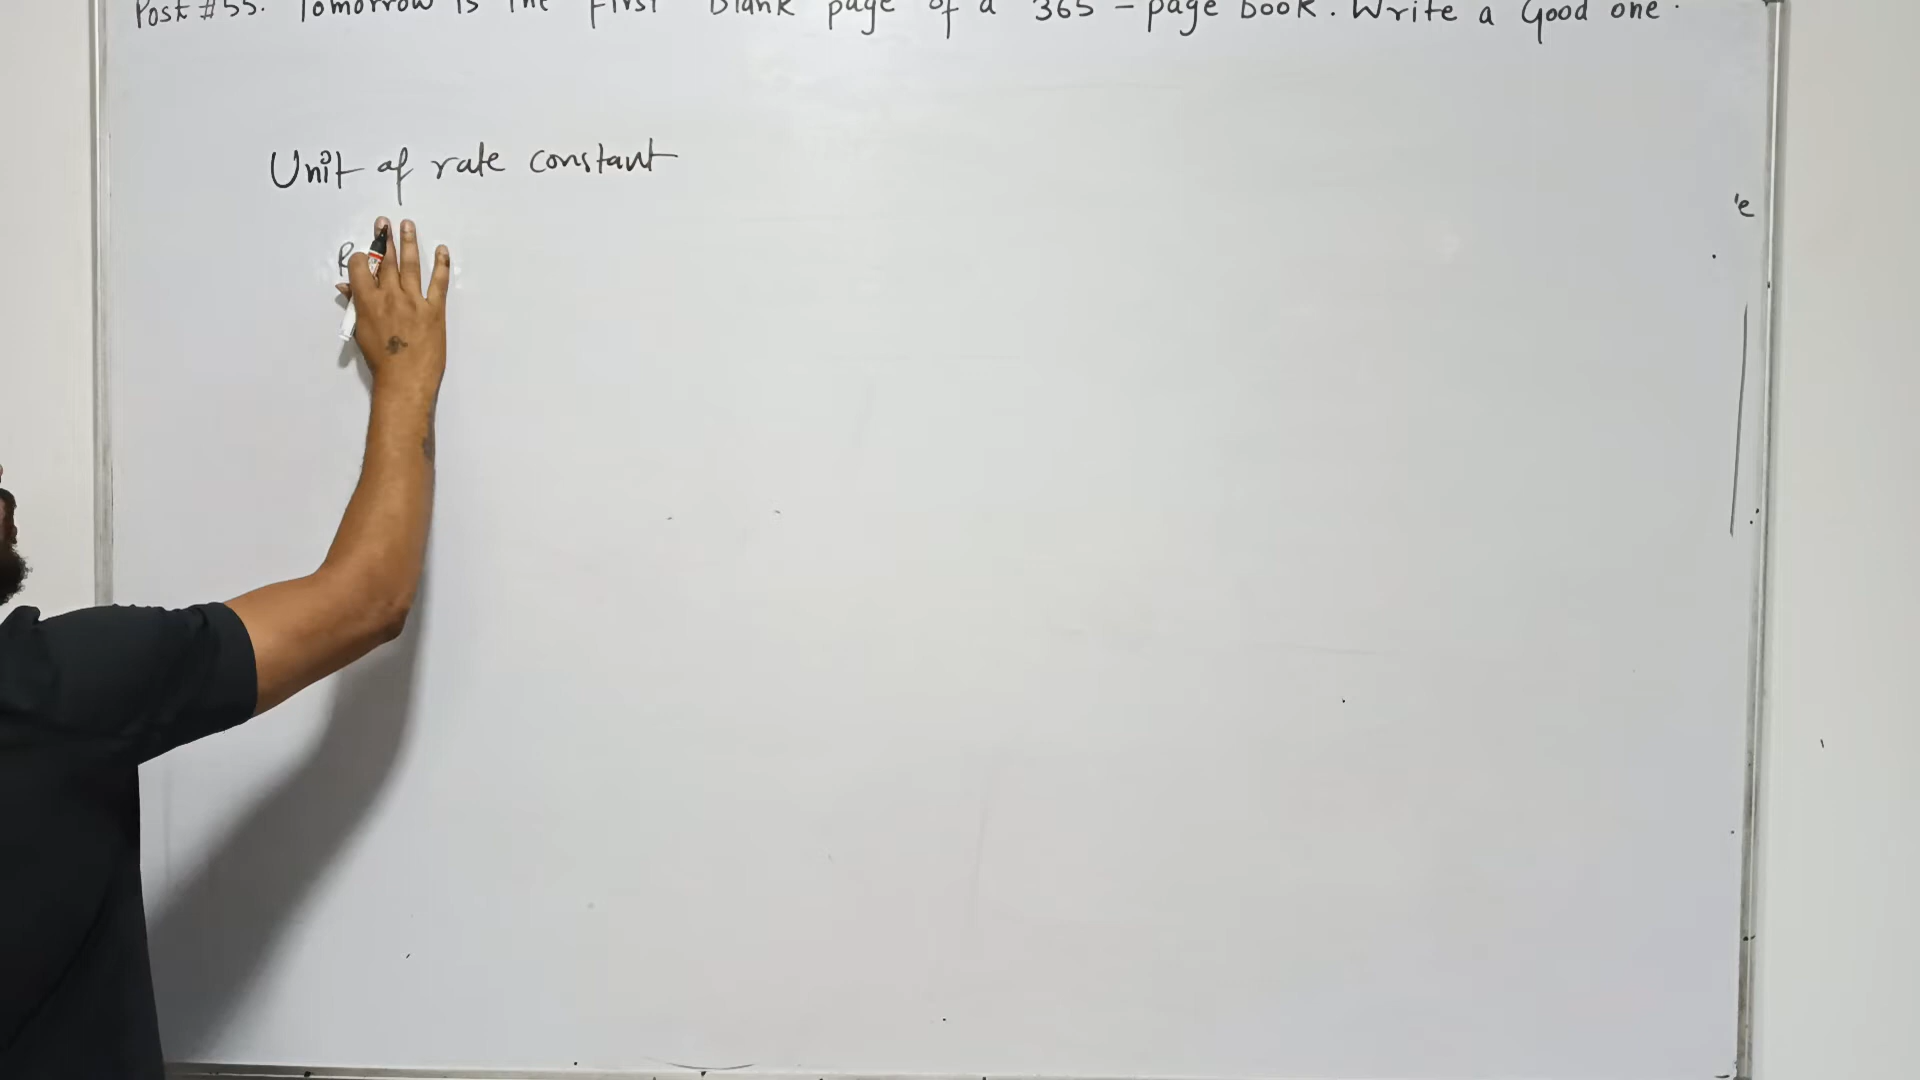 Post #55. Tomorrow is the first blank page of a 365-page book. Write a Good one.
Unit of rate constant
R
'e